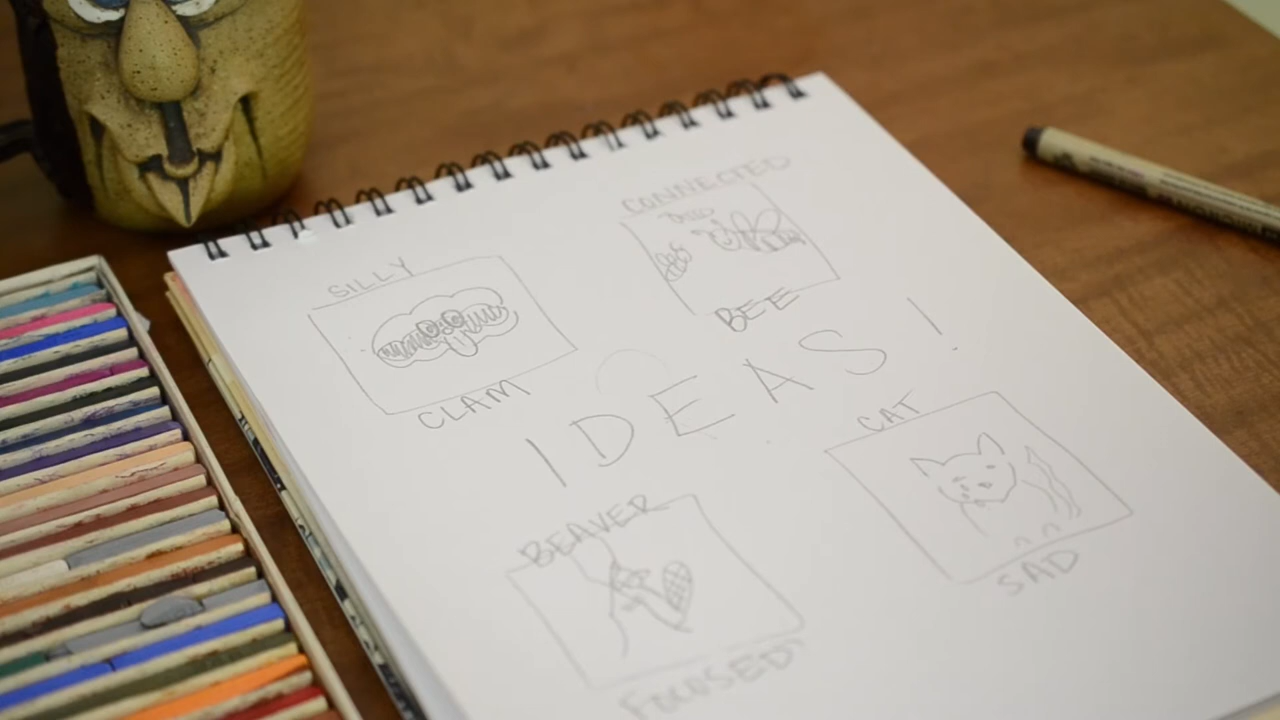 SILLY
CLAM
CONNECTED
BEE
IDEAS!
BEAVER
FOCUSED
CAT
SAD